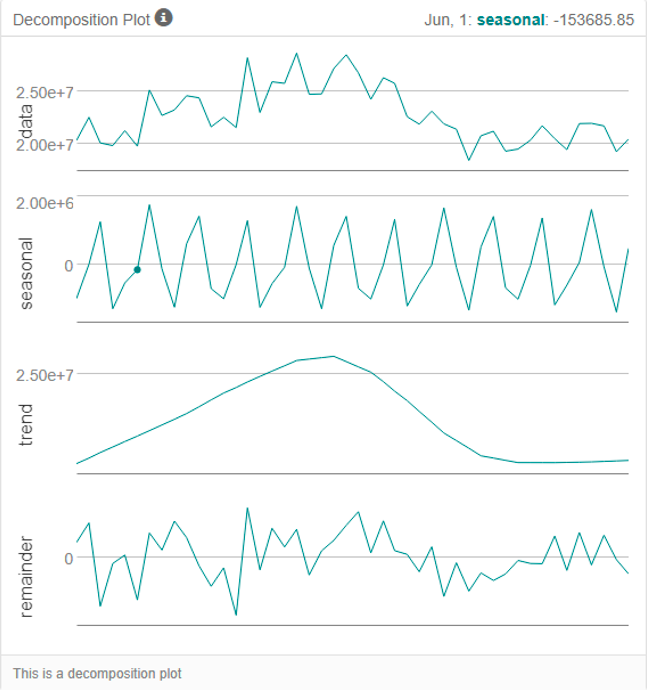 Decomposition Plot
Jun, 1: seasonal: -153685.85
2.50e+7
data
2.00e+7
2.00e+6
seasonal
0
2.50e+7
trend
0
remainder
This is a decomposition plot